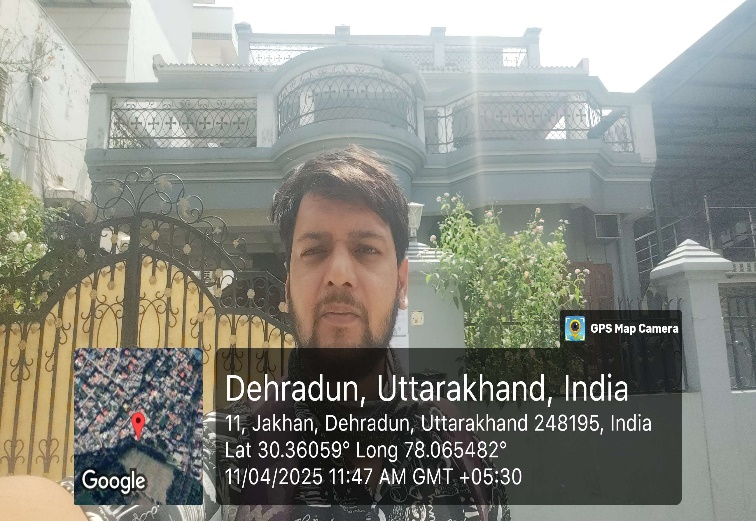 GPS Map Camera
Dehradun, Uttarakhand, India
11, Jakhan, Dehradun, Uttarakhand 248195, India
Lat 30.36059° Long 78.065482°
11/04/2025 11:47 AM GMT +05:30
Google